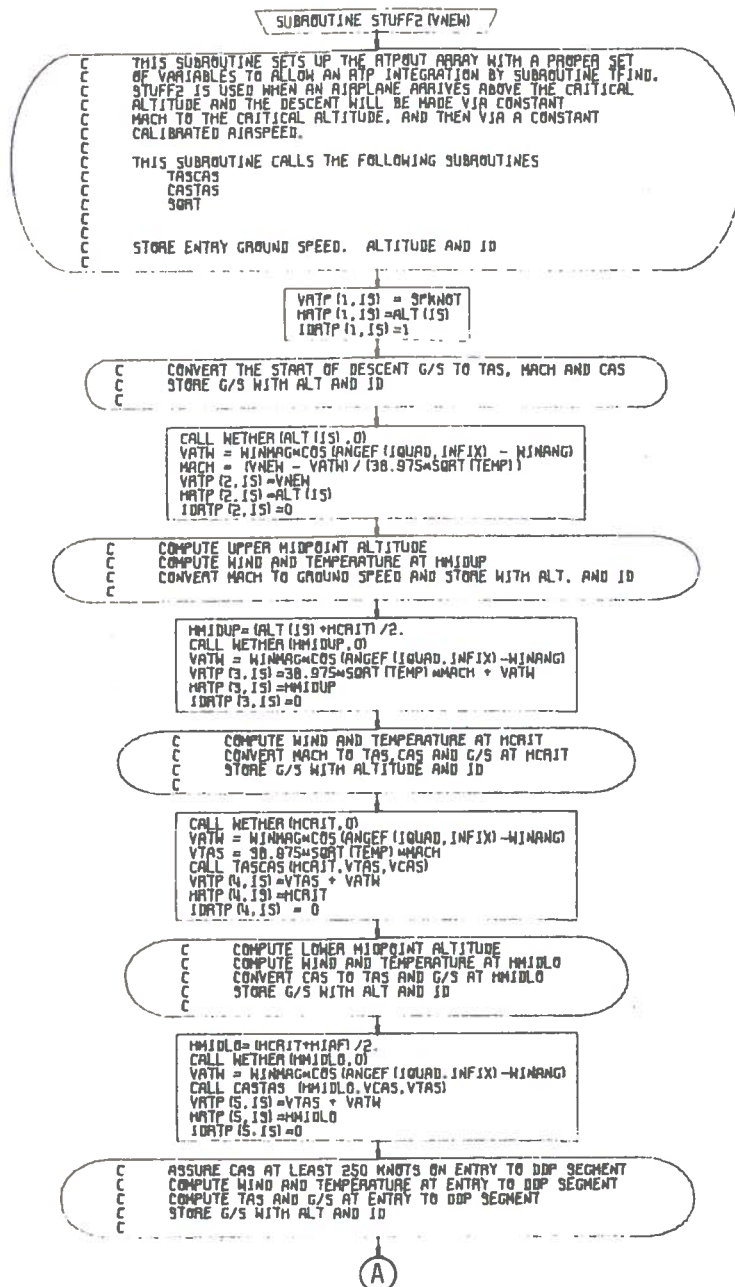 SUBROUTINE STUFF2(VNEW)
C THIS SUBROUTINE SETS UP THE ATPOUT ARRAY WITH A PROPER SET
C OF VARIABLES TO ALLOW AN ATP INTEGRATION BY SUBROUTINE TFIND.
C STUFF2 IS USED WHEN AN AIRPLANE ARRIVES ABOVE THE CRITICAL
C ALTITUDE AND THE DESCENT WILL BE MADE VIA CONSTANT
C MACH TO THE CRITICAL ALTITUDE, AND THEN VIA A CONSTANT
C CALIBRATED AIRSPEED.
C
C THIS SUBROUTINE CALLS THE FOLLOWING SUBROUTINES
C TASCAS
C CASTAS
C SQRT
C
C
C STORE ENTRY GROUND SPEED. ALTITUDE AND ID
C
VRTP(1,IS) = SPKNOT
HRTP(1,IS)=ALT(IS)
IDRTP(1,IS)=1
C CONVERT THE START OF DESCENT G/S TO TAS, MACH AND CAS
C STORE G/S WITH ALT AND ID
C
CALL WETHER(ALT(IS),0)
VATW = WINMAG*COS(ANGEF(IQUAD,INFIX) - WINANG)
MACH = (VNEW - VATW)/(38.975*SQRT(TEMP))
VRTP(2,IS)=VNEW
HRTP(2,IS)=ALT(IS)
IDRTP(2,IS)=0
C COMPUTE UPPER MIDPOINT ALTITUDE
C COMPUTE WIND AND TEMPERATURE AT HMIDUP
C CONVERT MACH TO GROUND SPEED AND STORE WITH ALT. AND ID
C
HMIDUP=(ALT(IS)+HCRIT)/2.
CALL WETHER(HMIDUP,0)
VATW = WINMAG*COS(ANGEF(IQUAD,INFIX)-WINANG)
VRTP(3,IS)=38.975*SQRT(TEMP)*MACH + VATW
HRTP(3,IS)=HMIDUP
IDRTP(3,IS)=0
C COMPUTE WIND AND TEMPERATURE AT HCRIT
C CONVERT MACH TO TAS,CAS AND G/S AT HCRIT
C STORE G/S WITH ALTITUDE AND ID
C
CALL WETHER(HCRIT,0)
VATW = WINMAG*COS(ANGEF(IQUAD,INFIX)-WINANG)
VTAS = 38.975*SQRT(TEMP)*MACH
CALL TASCAS(HCRIT,VTAS,VCAS)
VRTP(4,IS)=VTAS + VATW
HRTP(4,IS)=HCRIT
IDRTP(4,IS) = 0
C COMPUTE LOWER MIDPOINT ALTITUDE
C COMPUTE WIND AND TEMPERATURE AT HMIDLO
C CONVERT CAS TO TAS AND G/S AT HMIDLO
C STORE G/S WITH ALT AND ID
C
HMIDLO=(HCRIT+HIAF)/2.
CALL WETHER(HMIDLO,0)
VATW = WINMAG*COS(ANGEF(IQUAD,INFIX)-WINANG)
CALL CASTAS (HMIDLO,VCAS,VTAS)
VRTP(5,IS)=VTAS + VATW
HRTP(5,IS)=HMIDLO
IDRTP(5,IS)=0
C ASSURE CAS AT LEAST 250 KNOTS ON ENTRY TO DDP SEGMENT
C COMPUTE WIND AND TEMPERATURE AT ENTRY TO DDP SEGMENT
C COMPUTE TAS AND G/S AT ENTRY TO DDP SEGMENT
C STORE G/S WITH ALT AND ID
C
A